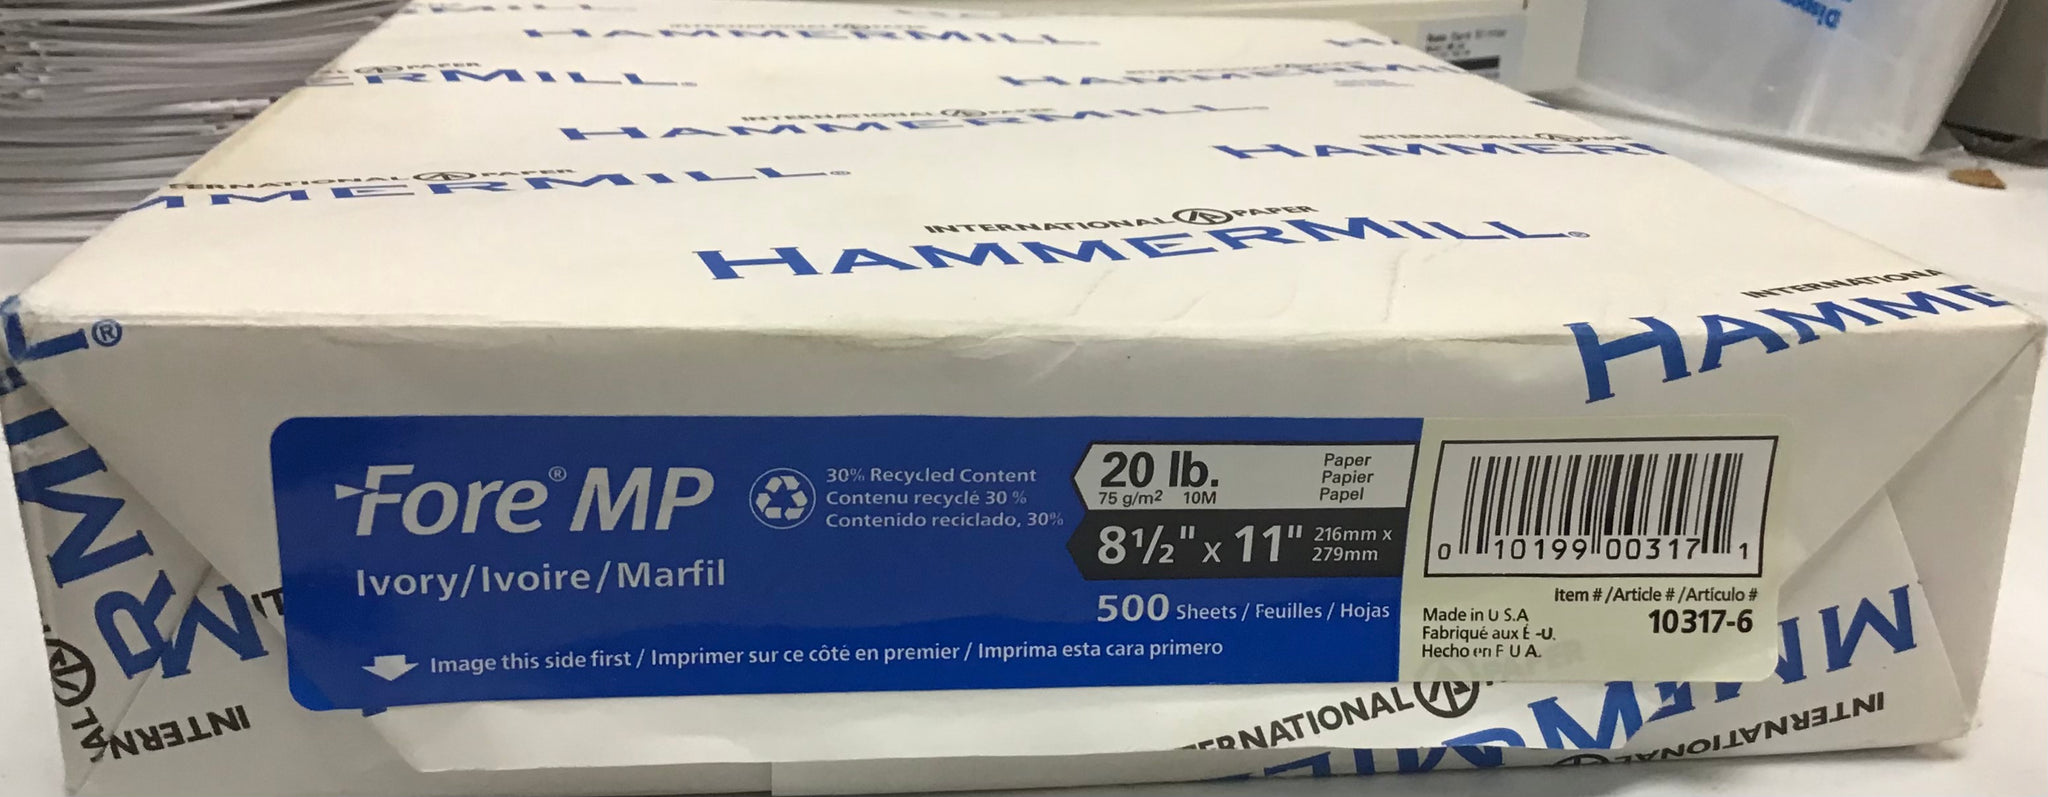 HAMMERMILL
INTERNATIONAL PAPER
HAMMERMILL®
HAMMERMILL®
INTERNATIONAL PAPER
HAMMERMILL®
INTERNATIONAL PAPER
HAMMERMILL®
INTERNATIONAL
HAMME
Fore® MP
Ivory/Ivoire/Marfil
30% Recycled Content
Contenu recyclé 30 %
Contenido reciclado, 30%
20 lb.
75 g/m2 10M
Paper
Papier
Papel
8½" x 11" 216mm x
279mm
500 Sheets / Feuilles / Hojas
Image this side first / Imprimer sur ce côté en premier / Imprima esta cara primero
0 10199 00317 1
Item # /Article # /Artículo #
10317-6
Made in U S.A
Fabriqué aux É -U.
Hecho en F U A.
INTERNATIONAL